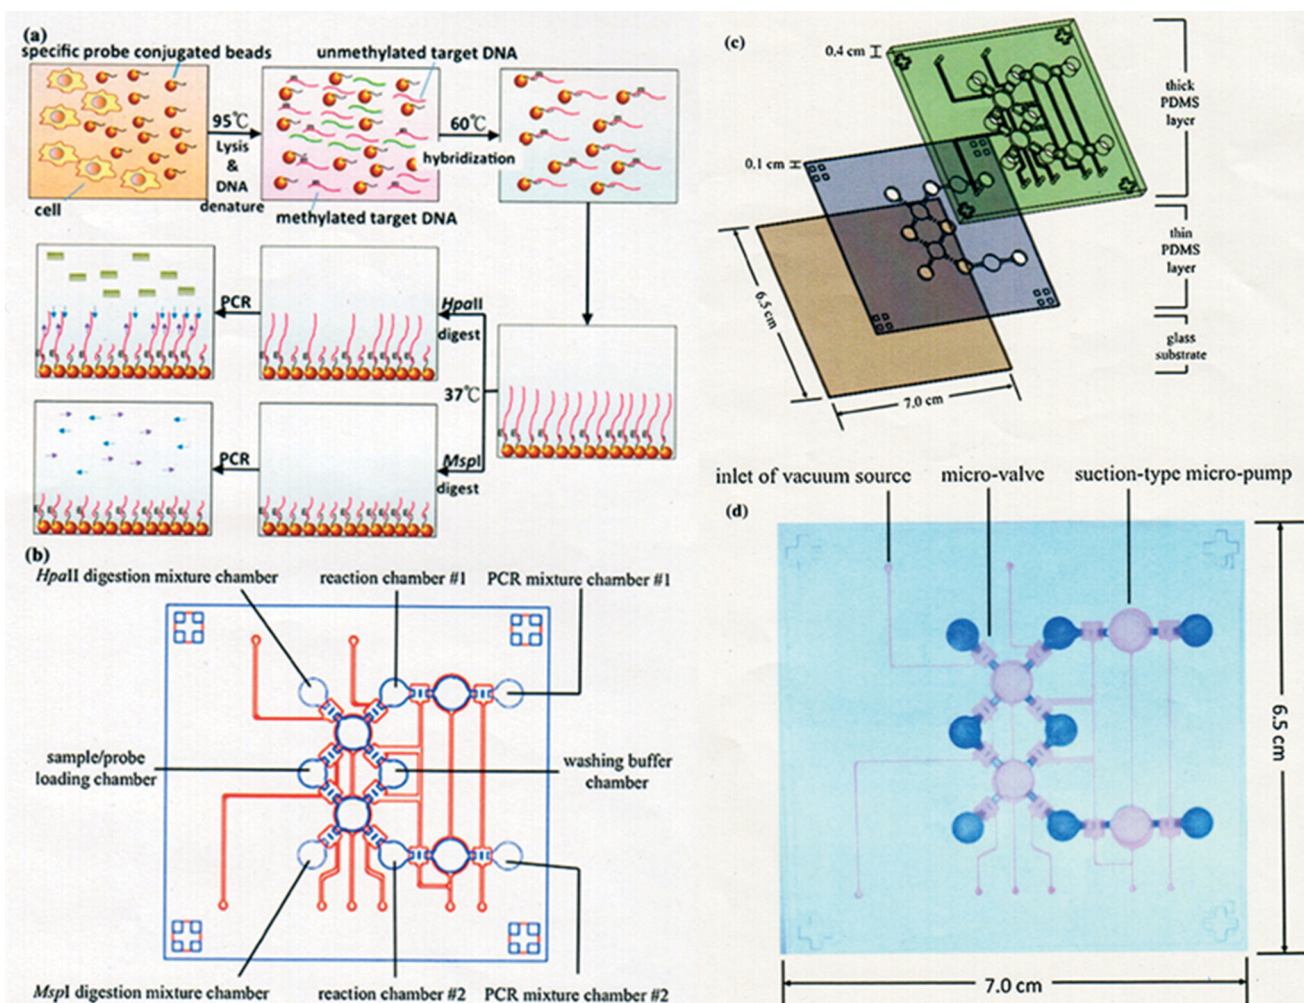 (a)
specific probe conjugated beads
unmethylated target DNA
95℃
Lysis
&
DNA
denature
60℃
hybridization
cell
methylated target DNA
PCR
HpaII
digest
37℃
PCR
MspI
digest
(b)
HpaII digestion mixture chamber
reaction chamber #1
PCR mixture chamber #1
sample/probe
loading chamber
washing buffer
chamber
MspI digestion mixture chamber
reaction chamber #2
PCR mixture chamber #2
(c)
0.4 cm
thick
PDMS
layer
0.1 cm
thin
PDMS
layer
6.5 cm
glass
substrate
7.0 cm
inlet of vacuum source
micro-valve
suction-type micro-pump
(d)
6.5 cm
7.0 cm